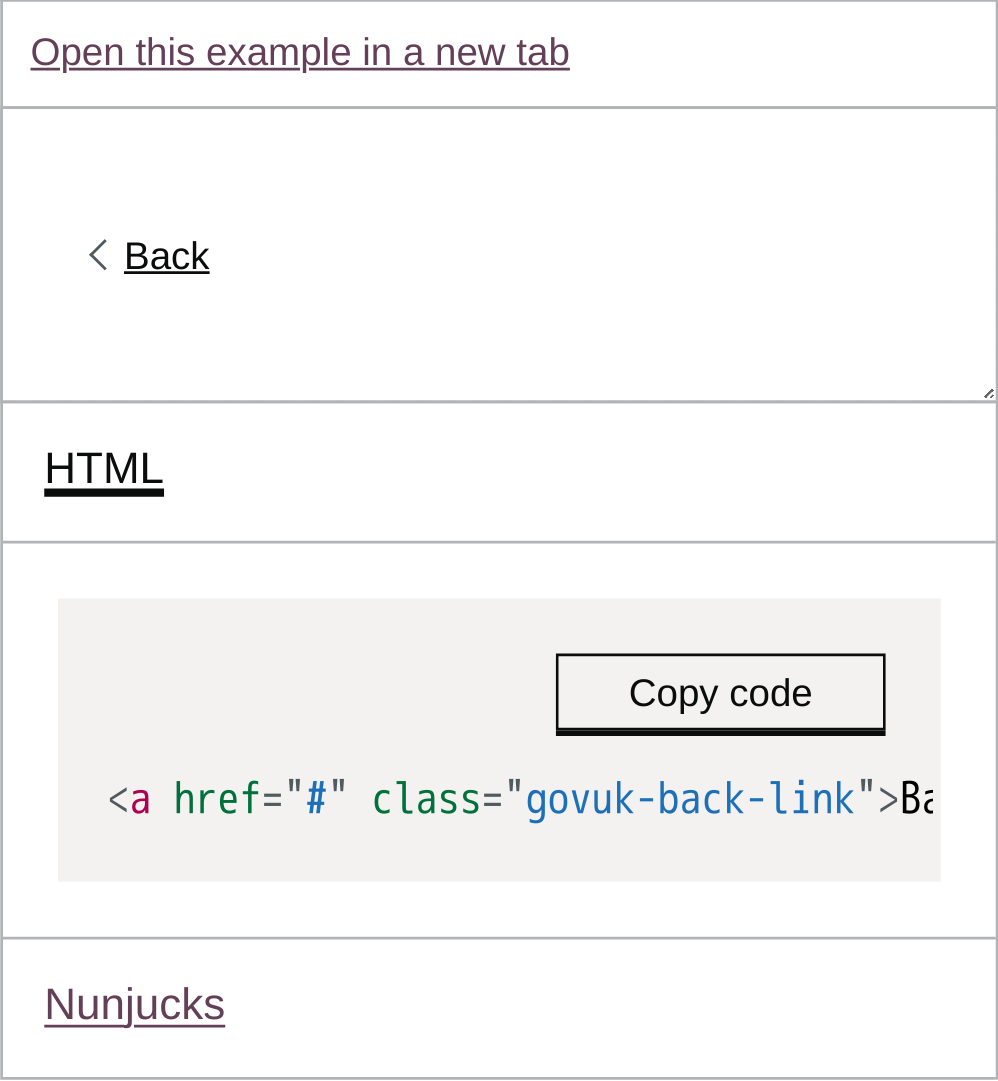 Open this example in a new tab
Back
HTML
Copy code
<a href="#" class="govuk-back-link">Ba
Nunjucks